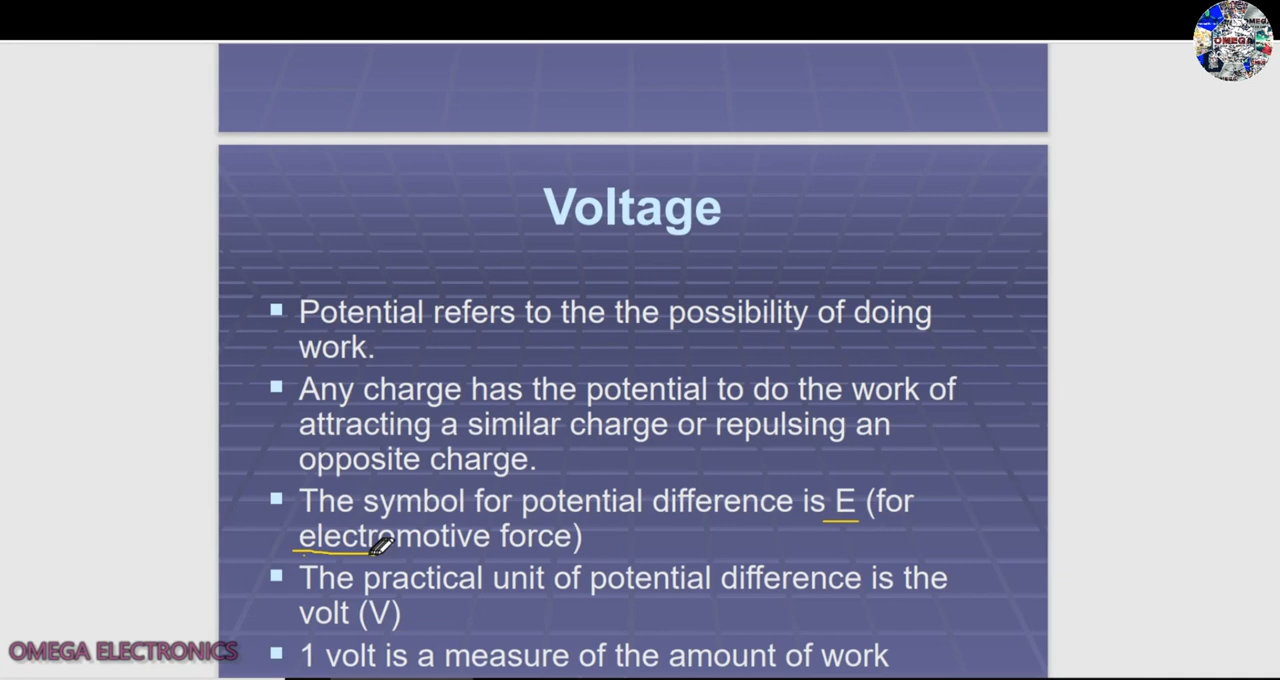 OMEGA
Voltage
Potential refers to the the possibility of doing
work.
Any charge has the potential to do the work of
attracting a similar charge or repulsing an
opposite charge.
The symbol for potential difference is E (for
electromotive force)
The practical unit of potential difference is the
volt (V)
1 volt is a measure of the amount of work
OMEGA ELECTRONICS